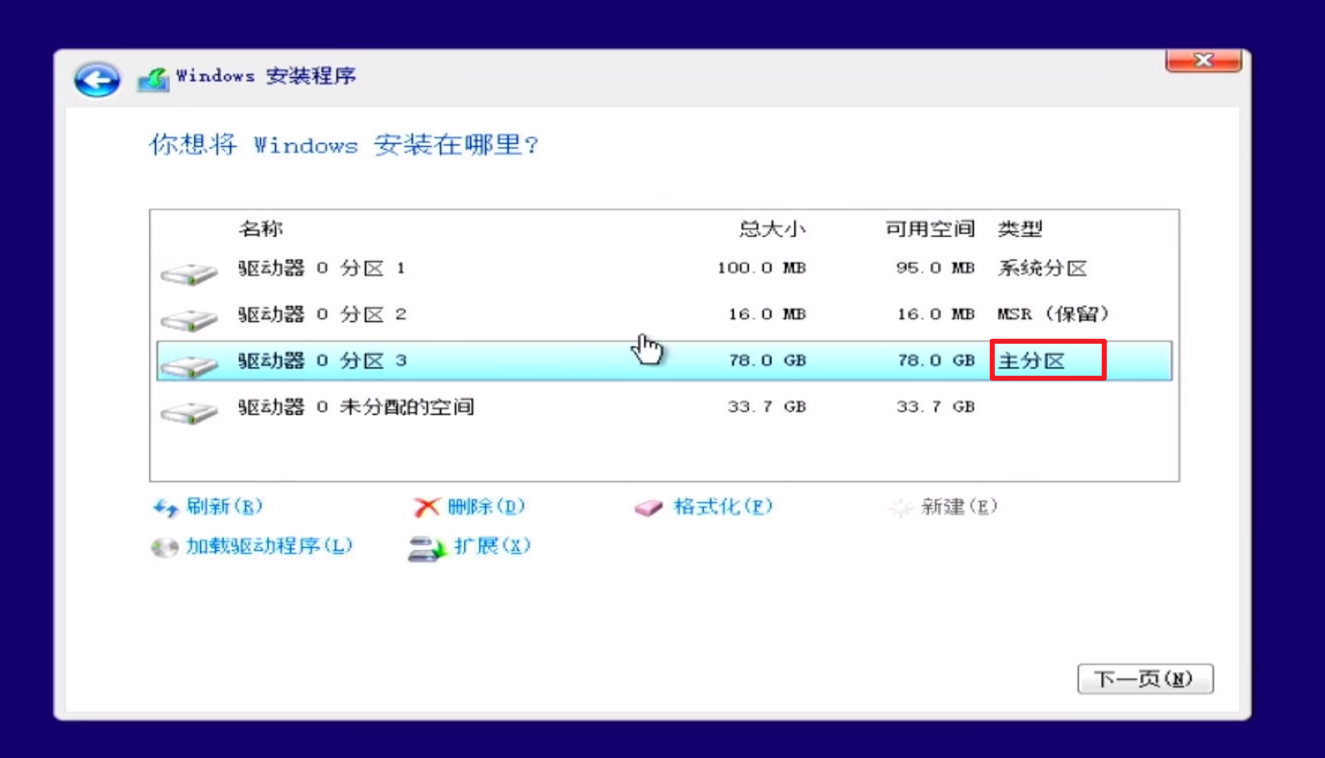 Windows 安装程序
你想将 Windows 安装在哪里?
名称 总大小 可用空间 类型
驱动器 0 分区 1 100.0 MB 95.0 MB 系统分区
驱动器 0 分区 2 16.0 MB 16.0 MB MSR (保留)
驱动器 0 分区 3 78.0 GB 78.0 GB 主分区
驱动器 0 未分配的空间 33.7 GB 33.7 GB
刷新(R) 删除(D) 格式化(F) 新建(E)
加载驱动程序(L) 扩展(X)
下一页(N)